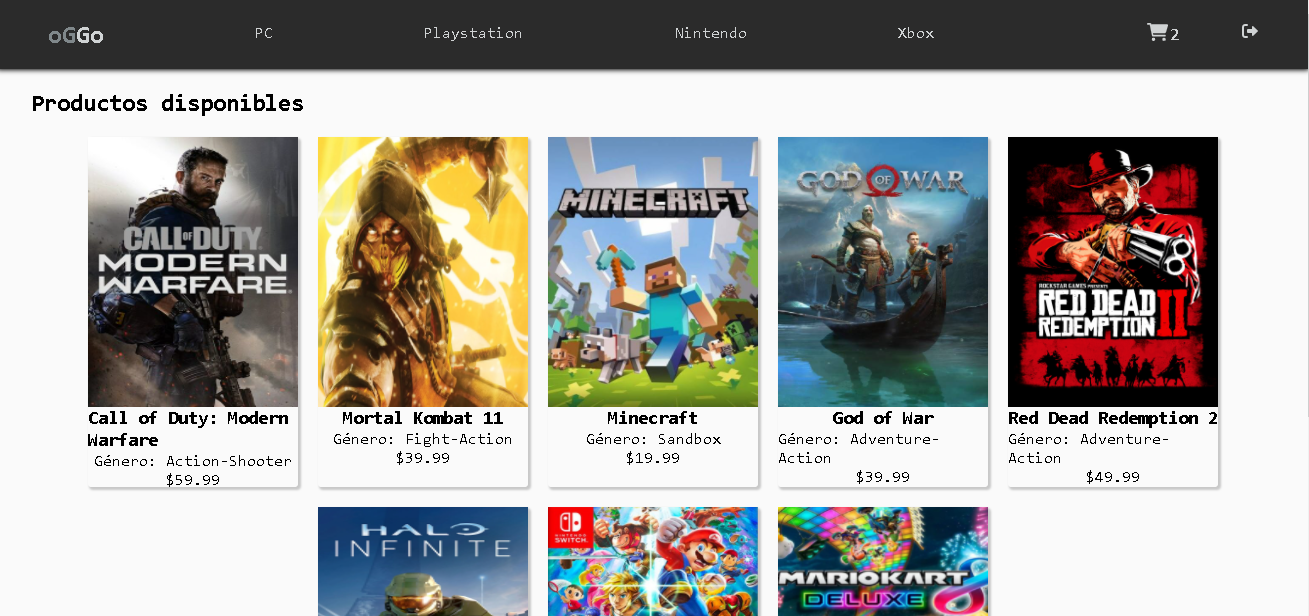 oGGo
PC
Playstation
Nintendo
Xbox
2
Productos disponibles
CALL OF DUTY
MODERN
WARFARE
MINECRAFT
GOD OF WAR
ROCKSTAR GAMES PRESENTS
RED DEAD
REDEMPTION II
Call of Duty: Modern
Warfare
Género: Action-Shooter
$59.99
Mortal Kombat 11
Género: Fight-Action
$39.99
Minecraft
Género: Sandbox
$19.99
God of War
Género: Adventure-
Action
$39.99
Red Dead Redemption 2
Género: Adventure-
Action
$49.99
HALO
INFINITE
NINTENDO
SWITCH
MARIOKART
DELUXE 8